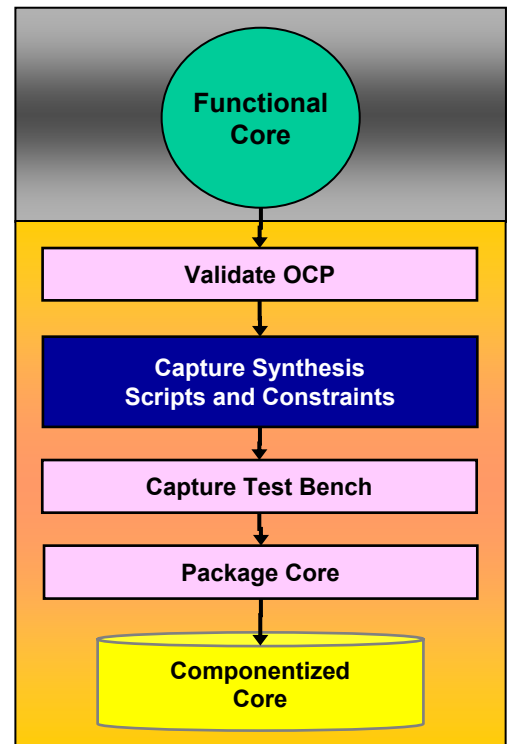 Functional
Core
Validate OCP
Capture Synthesis
Scripts and Constraints
Capture Test Bench
Package Core
Componentized
Core